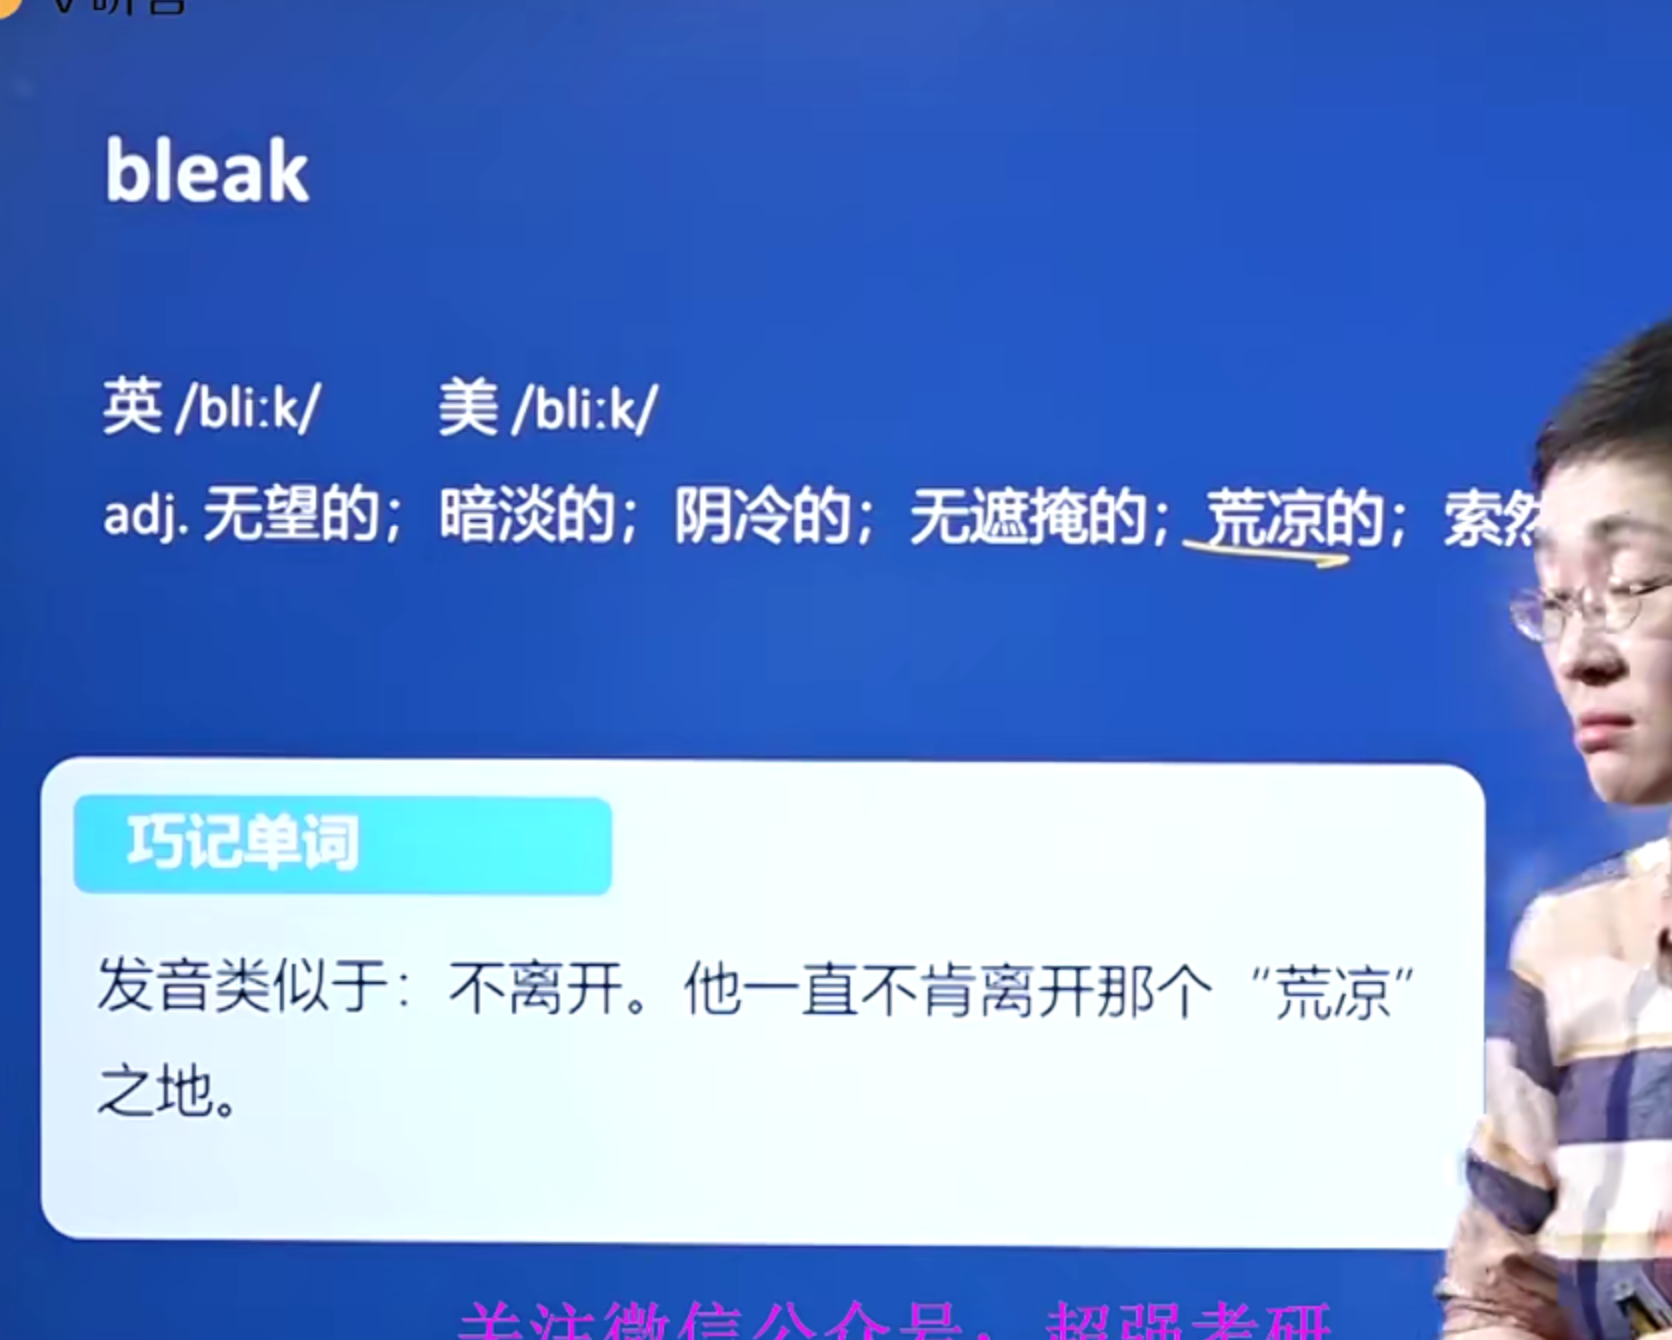 bleak
英 /bli:k/ 美 /bli:k/
adj. 无望的；暗淡的；阴冷的；无遮掩的；荒凉的；索然
巧记单词
发音类似于：不离开。他一直不肯离开那个“荒凉”
之地。
关注微信公众号：超强考研